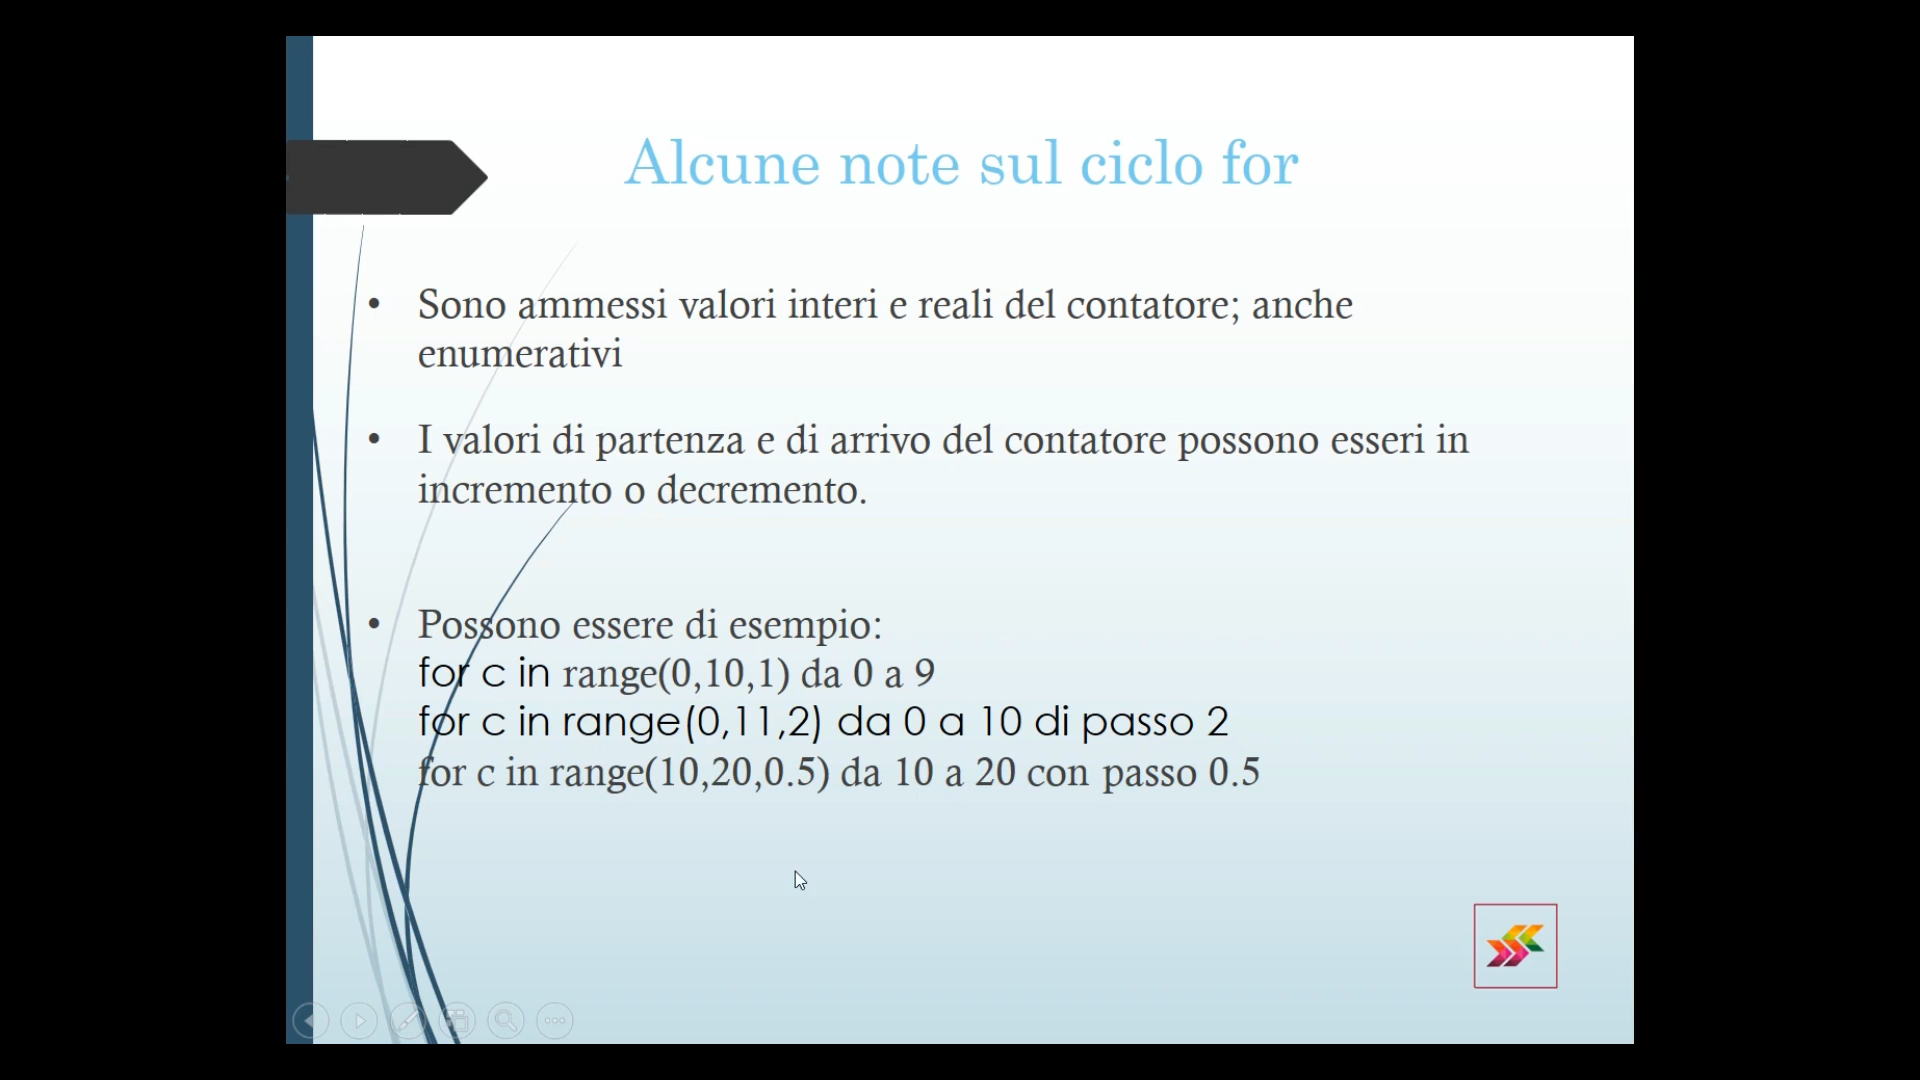 Alcune note sul ciclo for
• Sono ammessi valori interi e reali del contatore; anche
enumerativi
• I valori di partenza e di arrivo del contatore possono esseri in
incremento o decremento.
• Possono essere di esempio:
for c in range(0,10,1) da 0 a 9
for c in range(0,11,2) da 0 a 10 di passo 2
for c in range(10,20,0.5) da 10 a 20 con passo 0.5